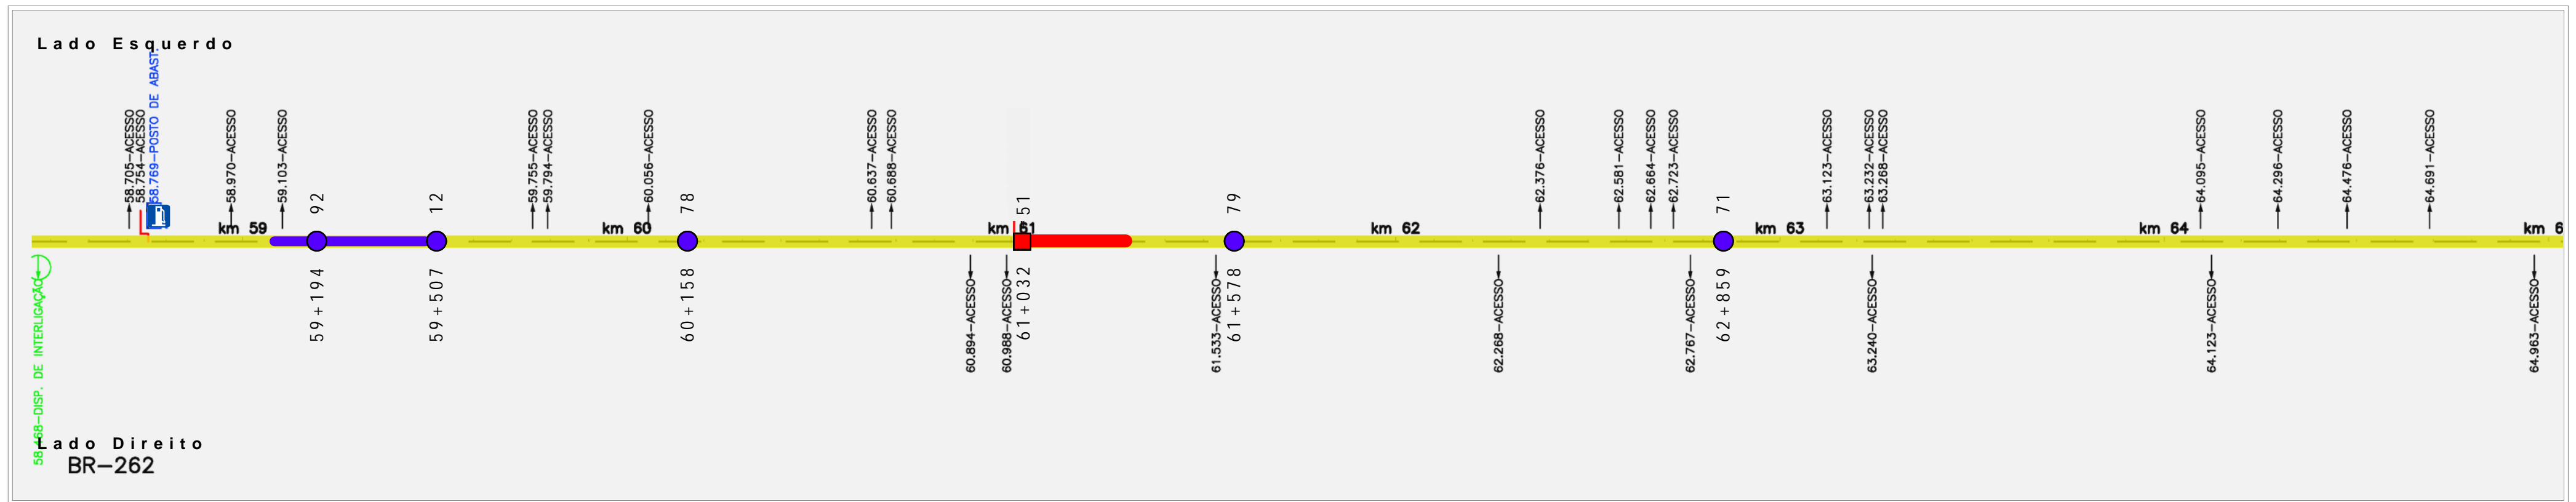 Lado Esquerdo
58.705-ACESSO
58.754-ACESSO
58.769-POSTO DE ABAST.
58.970-ACESSO
59.103-ACESSO
92
12
59.755-ACESSO
59.794-ACESSO
60.056-ACESSO
78
60.637-ACESSO
60.688-ACESSO
51
79
62.376-ACESSO
62.581-ACESSO
62.664-ACESSO
62.723-ACESSO
71
63.123-ACESSO
63.232-ACESSO
63.268-ACESSO
64.095-ACESSO
64.296-ACESSO
64.476-ACESSO
64.691-ACESSO
km 59
km 60
km 61
km 62
km 63
km 64
km 6
DISP. DE INTERLIGAÇÃO
59+194
59+507
60+158
60.894-ACESSO
60.988-ACESSO
61+032
61.533-ACESSO
61+578
62.268-ACESSO
62.767-ACESSO
62+859
63.240-ACESSO
64.123-ACESSO
64.963-ACESSO
Lado Direito
BR-262